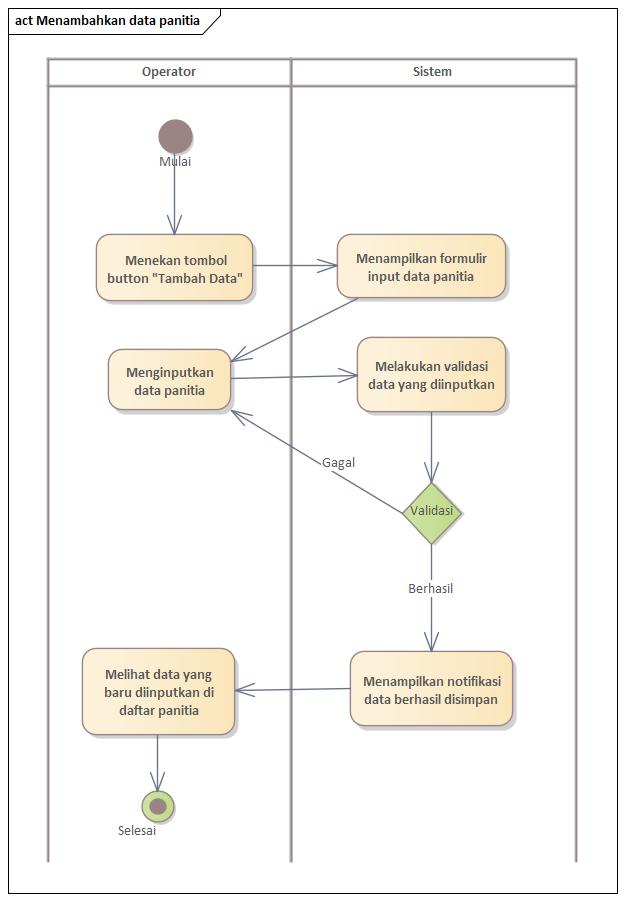 act Menambahkan data panitia
Operator
Sistem
Mulai
Menekan tombol
button "Tambah Data"
Menampilkan formulir
input data panitia
Menginputkan
data panitia
Melakukan validasi
data yang diinputkan
Gagal
Validasi
Berhasil
Menampilkan notifikasi
data berhasil disimpan
Melihat data yang
baru diinputkan di
daftar panitia
Selesai